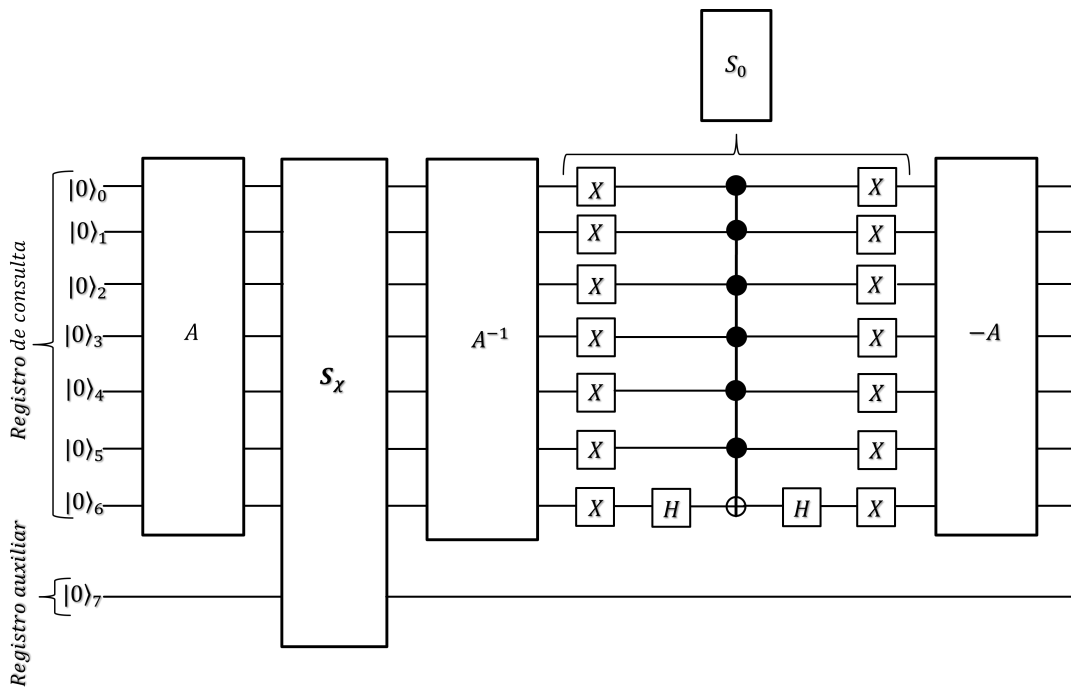 S₀
Registro de consulta
|0⟩₀ X X
|0⟩₁ X X
|0⟩₂ X X
|0⟩₃ A A⁻¹ X X −A
|0⟩₄ S_χ X X
|0⟩₅ X X
|0⟩₆ X H H X
Registro auxiliar
|0⟩₇